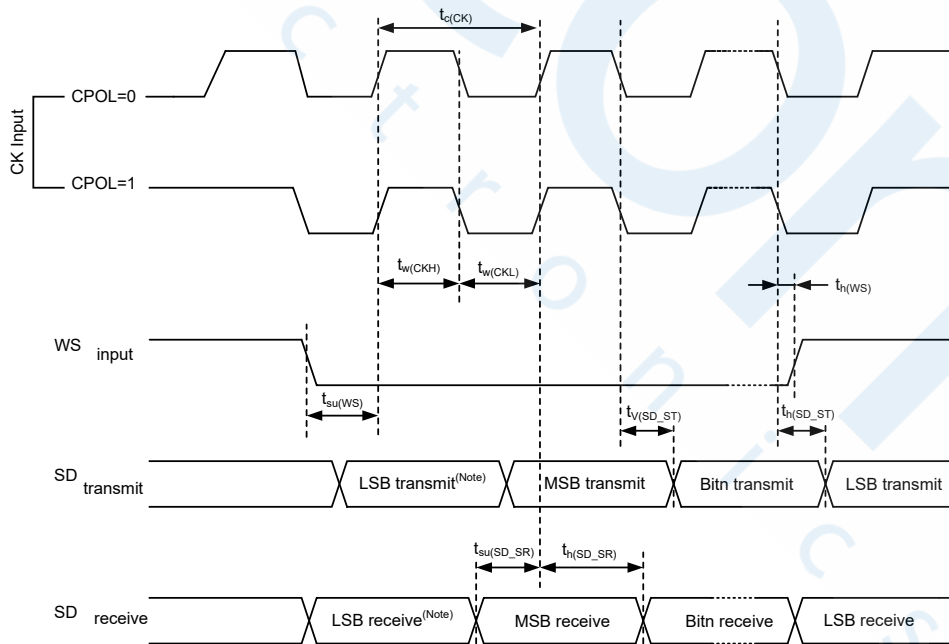 tc(CK)
CK Input
CPOL=0
CPOL=1
tw(CKH)
tw(CKL)
th(WS)
WS input
tsu(WS)
tV(SD_ST)
th(SD_ST)
SD transmit
LSB transmit(Note)
MSB transmit
Bitn transmit
LSB transmit
tsu(SD_SR)
th(SD_SR)
SD receive
LSB receive(Note)
MSB receive
Bitn receive
LSB receive